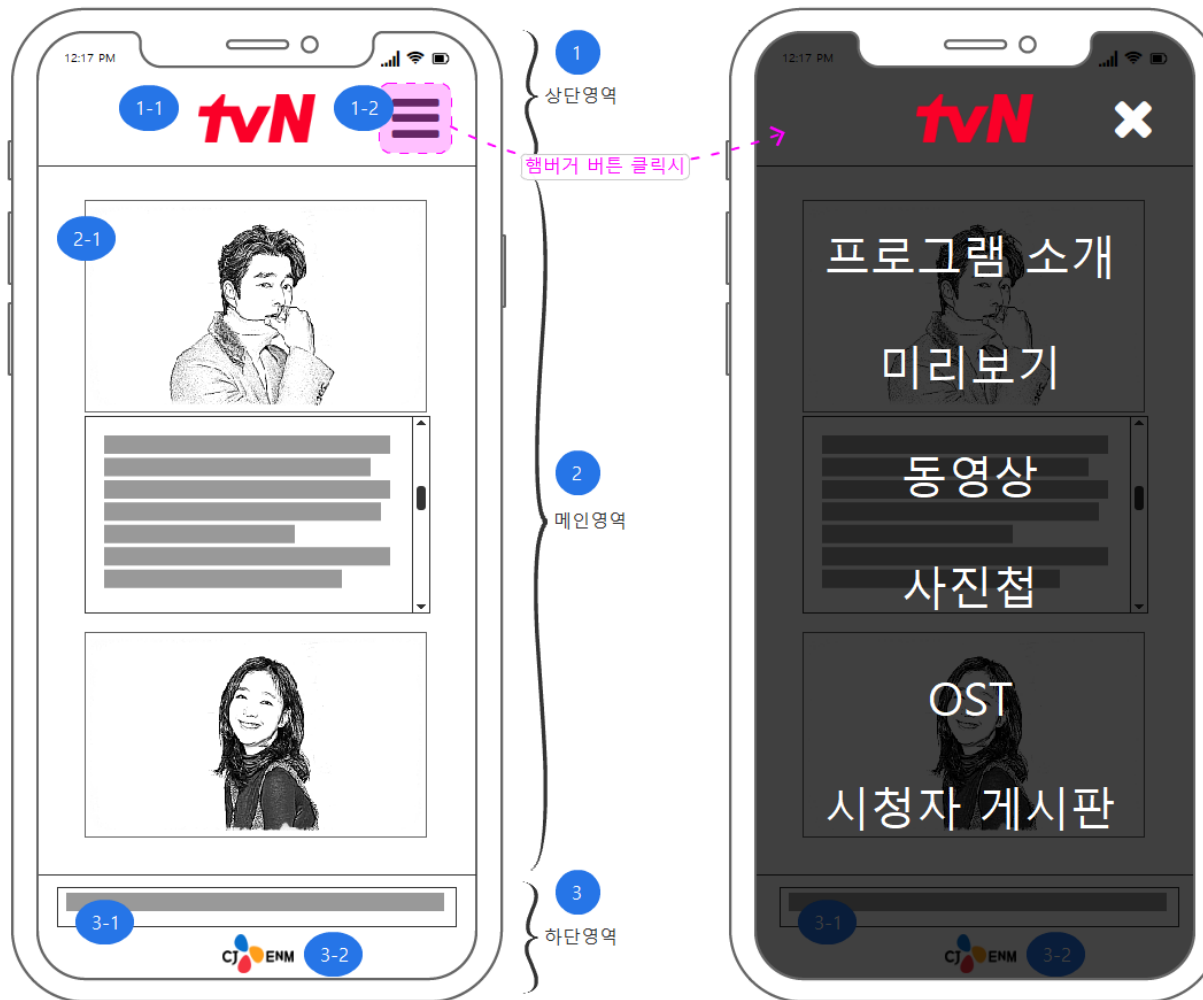 12:17 PM
1-1
tvN
1-2
1
상단영역
햄버거 버튼 클릭시
2-1
2
메인영역
3-1
CJ ENM
3-2
3
하단영역
12:17 PM
tvN
프로그램 소개
미리보기
동영상
사진첩
OST
시청자 게시판
3-1
CJ ENM
3-2